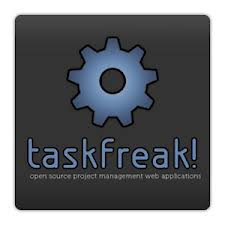 taskfreak!
open source project management web applications